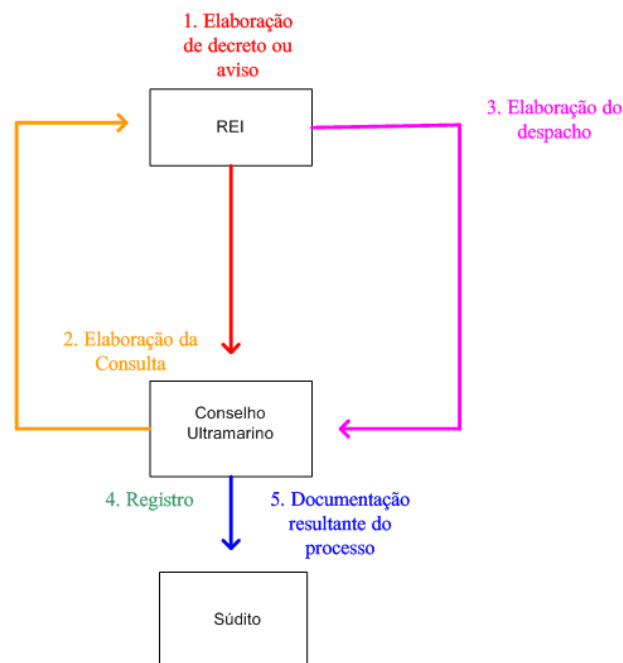 1. Elaboração
de decreto ou
aviso
REI
3. Elaboração do
despacho
2. Elaboração da
Consulta
Conselho
Ultramarino
4. Registro
5. Documentação
resultante do
processo
Súdito